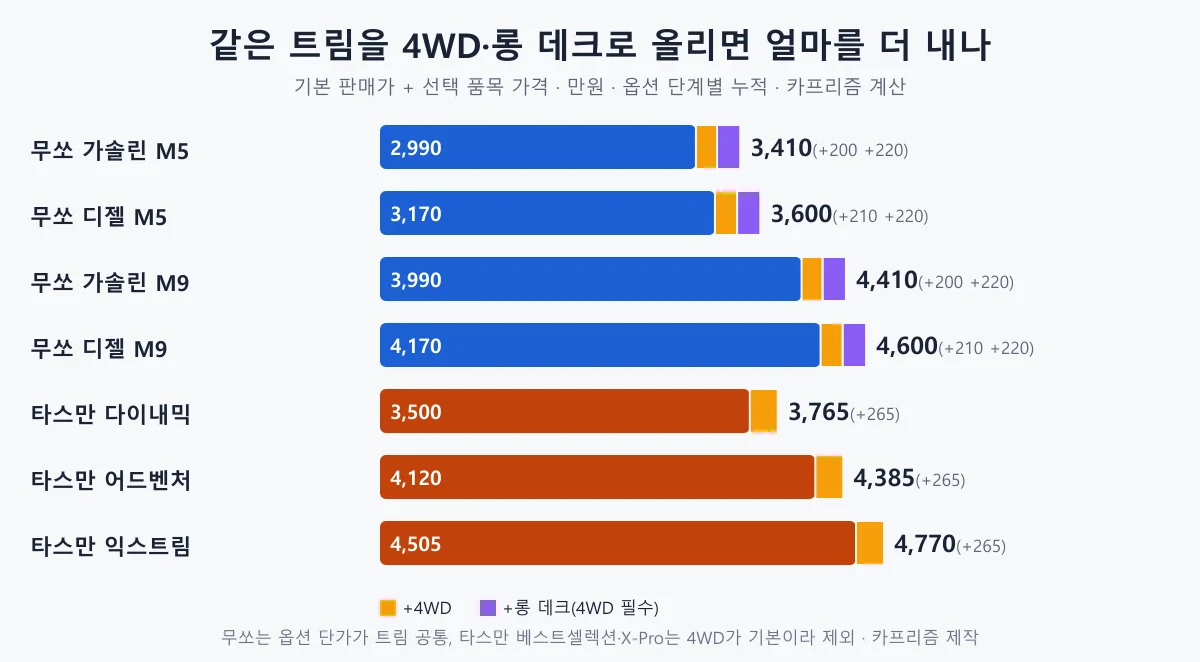 같은 트림을 4WD·롱 데크로 올리면 얼마를 더 내나
기본 판매가 + 선택 품목 가격 · 만원 · 옵션 단계별 누적 · 카프리즘 계산
무쏘 가솔린 M5 2,990 3,410(+200 +220)
무쏘 디젤 M5 3,170 3,600(+210 +220)
무쏘 가솔린 M9 3,990 4,410(+200 +220)
무쏘 디젤 M9 4,170 4,600(+210 +220)
타스만 다이내믹 3,500 3,765(+265)
타스만 어드벤처 4,120 4,385(+265)
타스만 익스트림 4,505 4,770(+265)
+4WD +롱 데크(4WD 필수)
무쏘는 옵션 단가가 트림 공통, 타스만 베스트셀렉션·X-Pro는 4WD가 기본이라 제외 · 카프리즘 제작